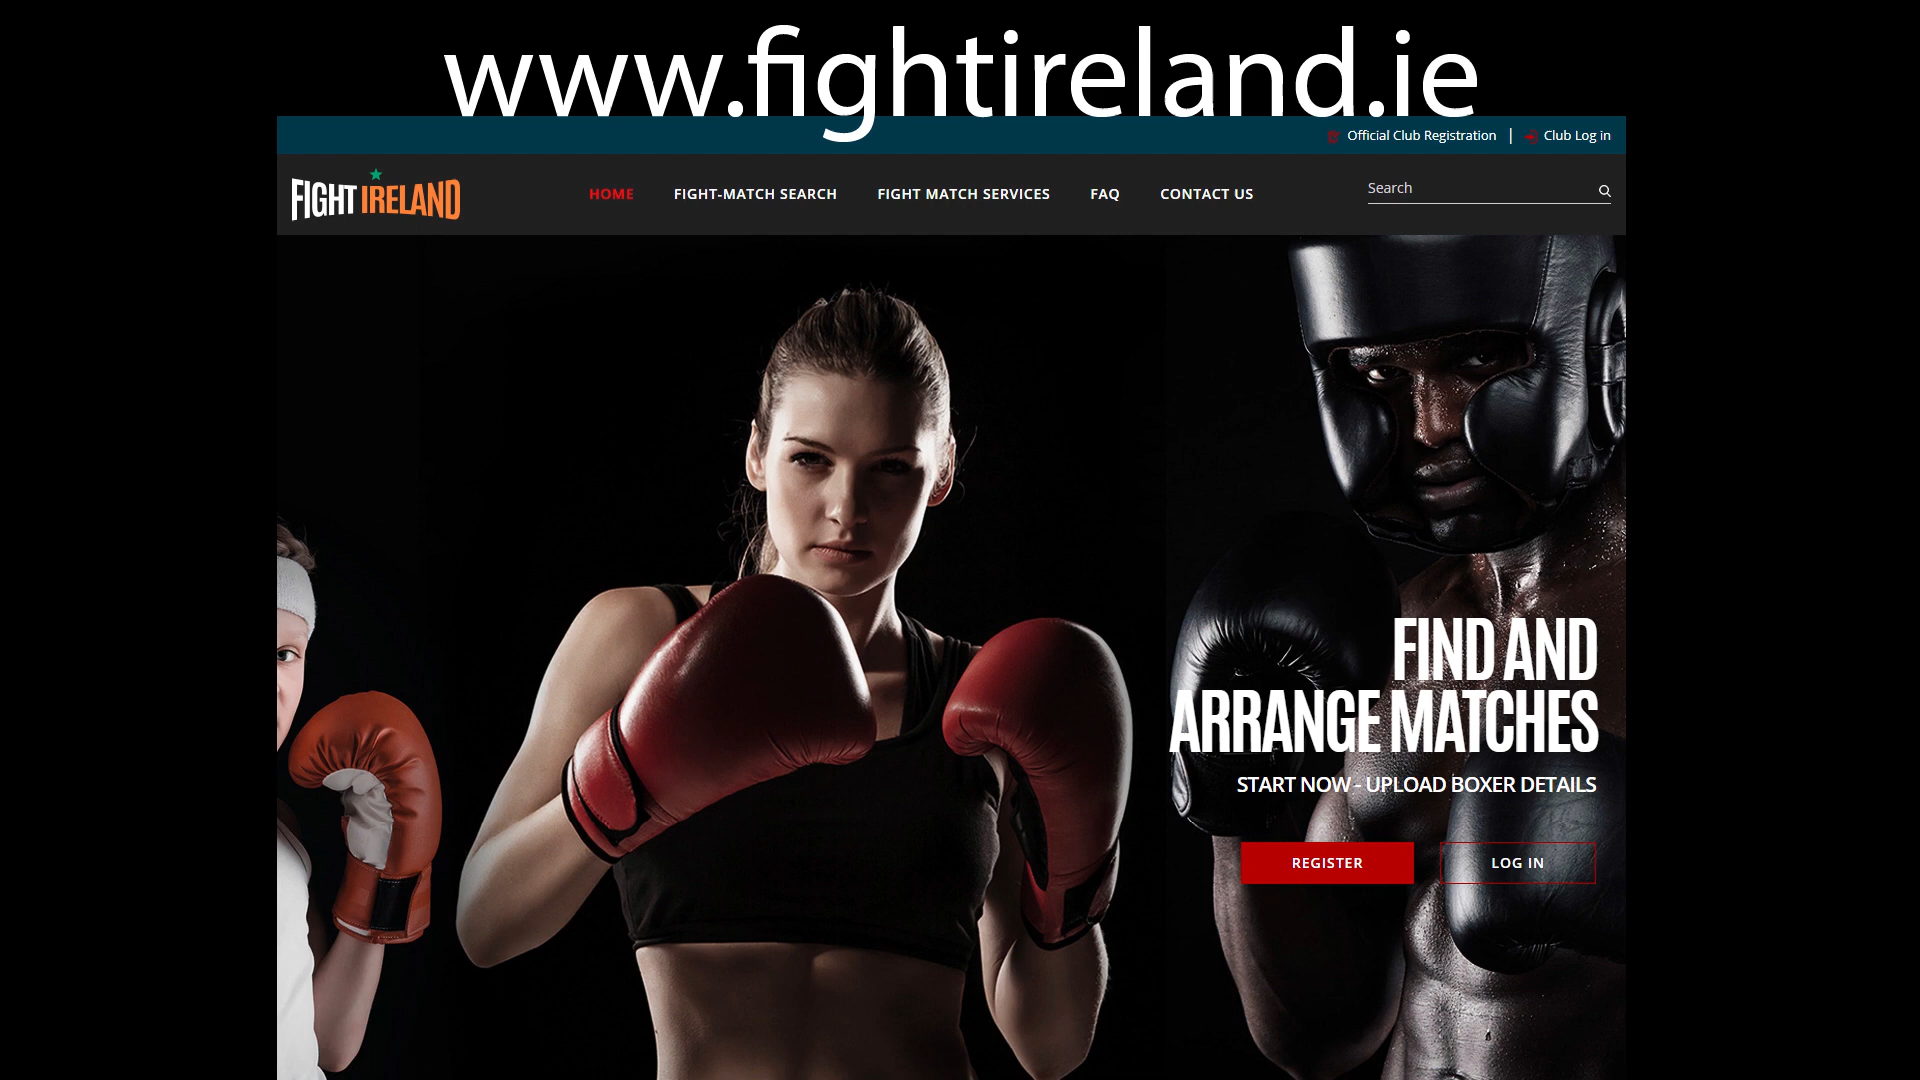 www.fightireland.ie
Official Club Registration | Club Log in
FIGHT IRELAND
HOME FIGHT-MATCH SEARCH FIGHT MATCH SERVICES FAQ CONTACT US
Search
FIND AND
ARRANGE MATCHES
START NOW - UPLOAD BOXER DETAILS
REGISTER LOG IN